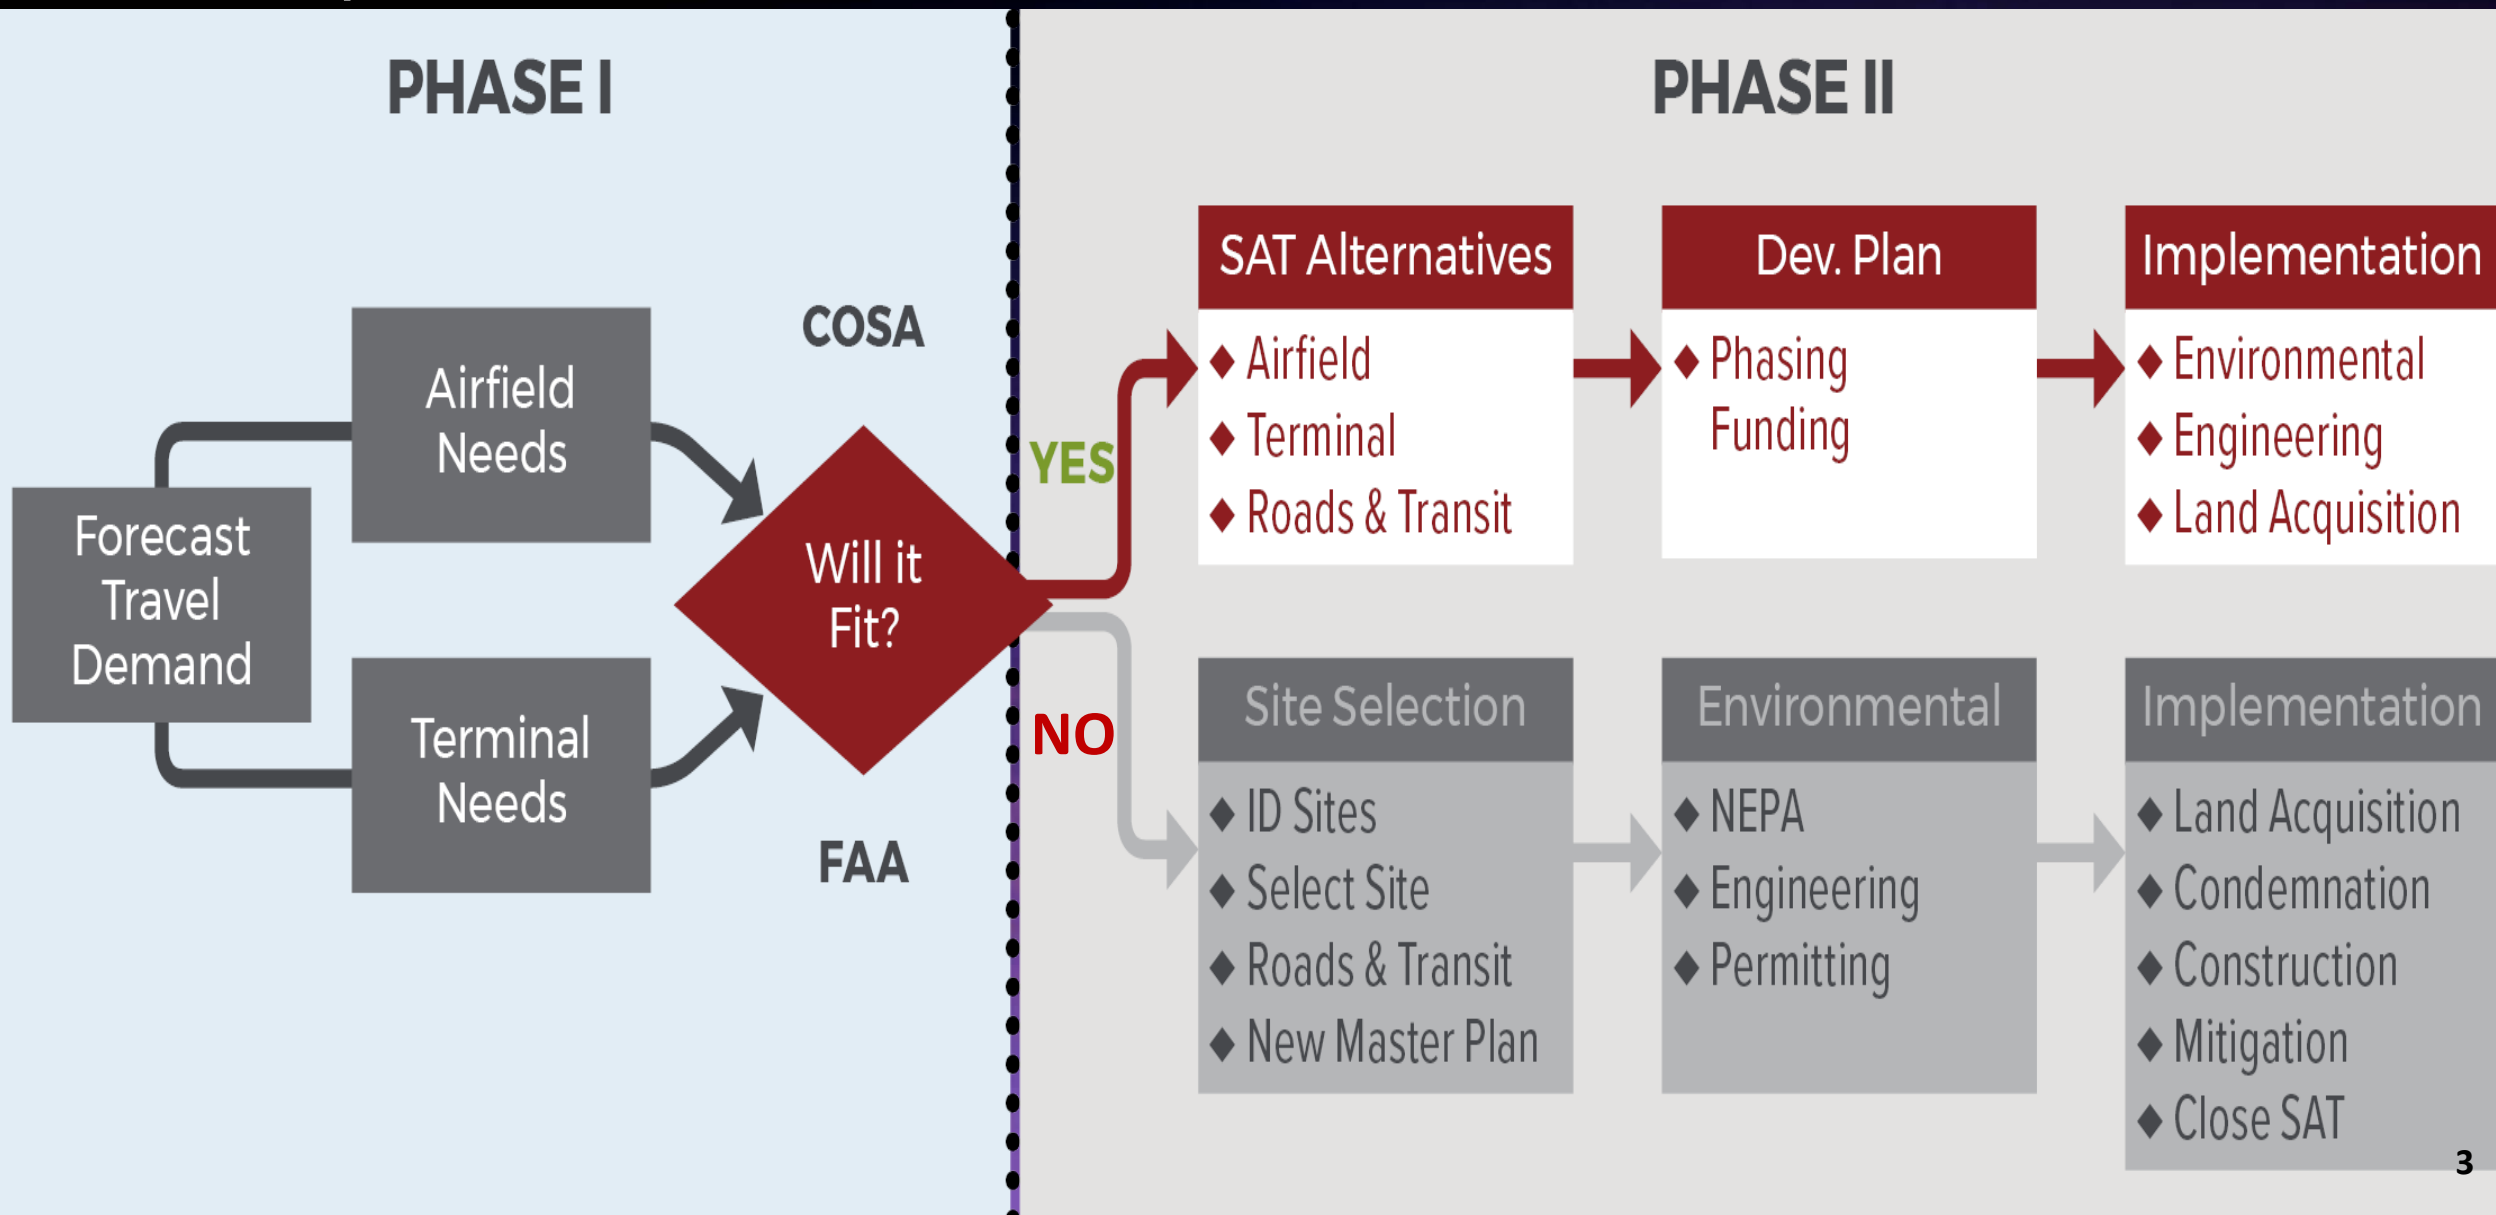 PHASE I
Forecast
Travel
Demand
Airfield
Needs
Terminal
Needs
COSA
Will it
Fit?
FAA
PHASE II
YES
SAT Alternatives
♦ Airfield
♦ Terminal
♦ Roads & Transit
Dev. Plan
♦ Phasing
Funding
Implementation
♦ Environmental
♦ Engineering
♦ Land Acquisition
NO
Site Selection
♦ ID Sites
♦ Select Site
♦ Roads & Transit
♦ New Master Plan
Environmental
♦ NEPA
♦ Engineering
♦ Permitting
Implementation
♦ Land Acquisition
♦ Condemnation
♦ Construction
♦ Mitigation
♦ Close SAT
3